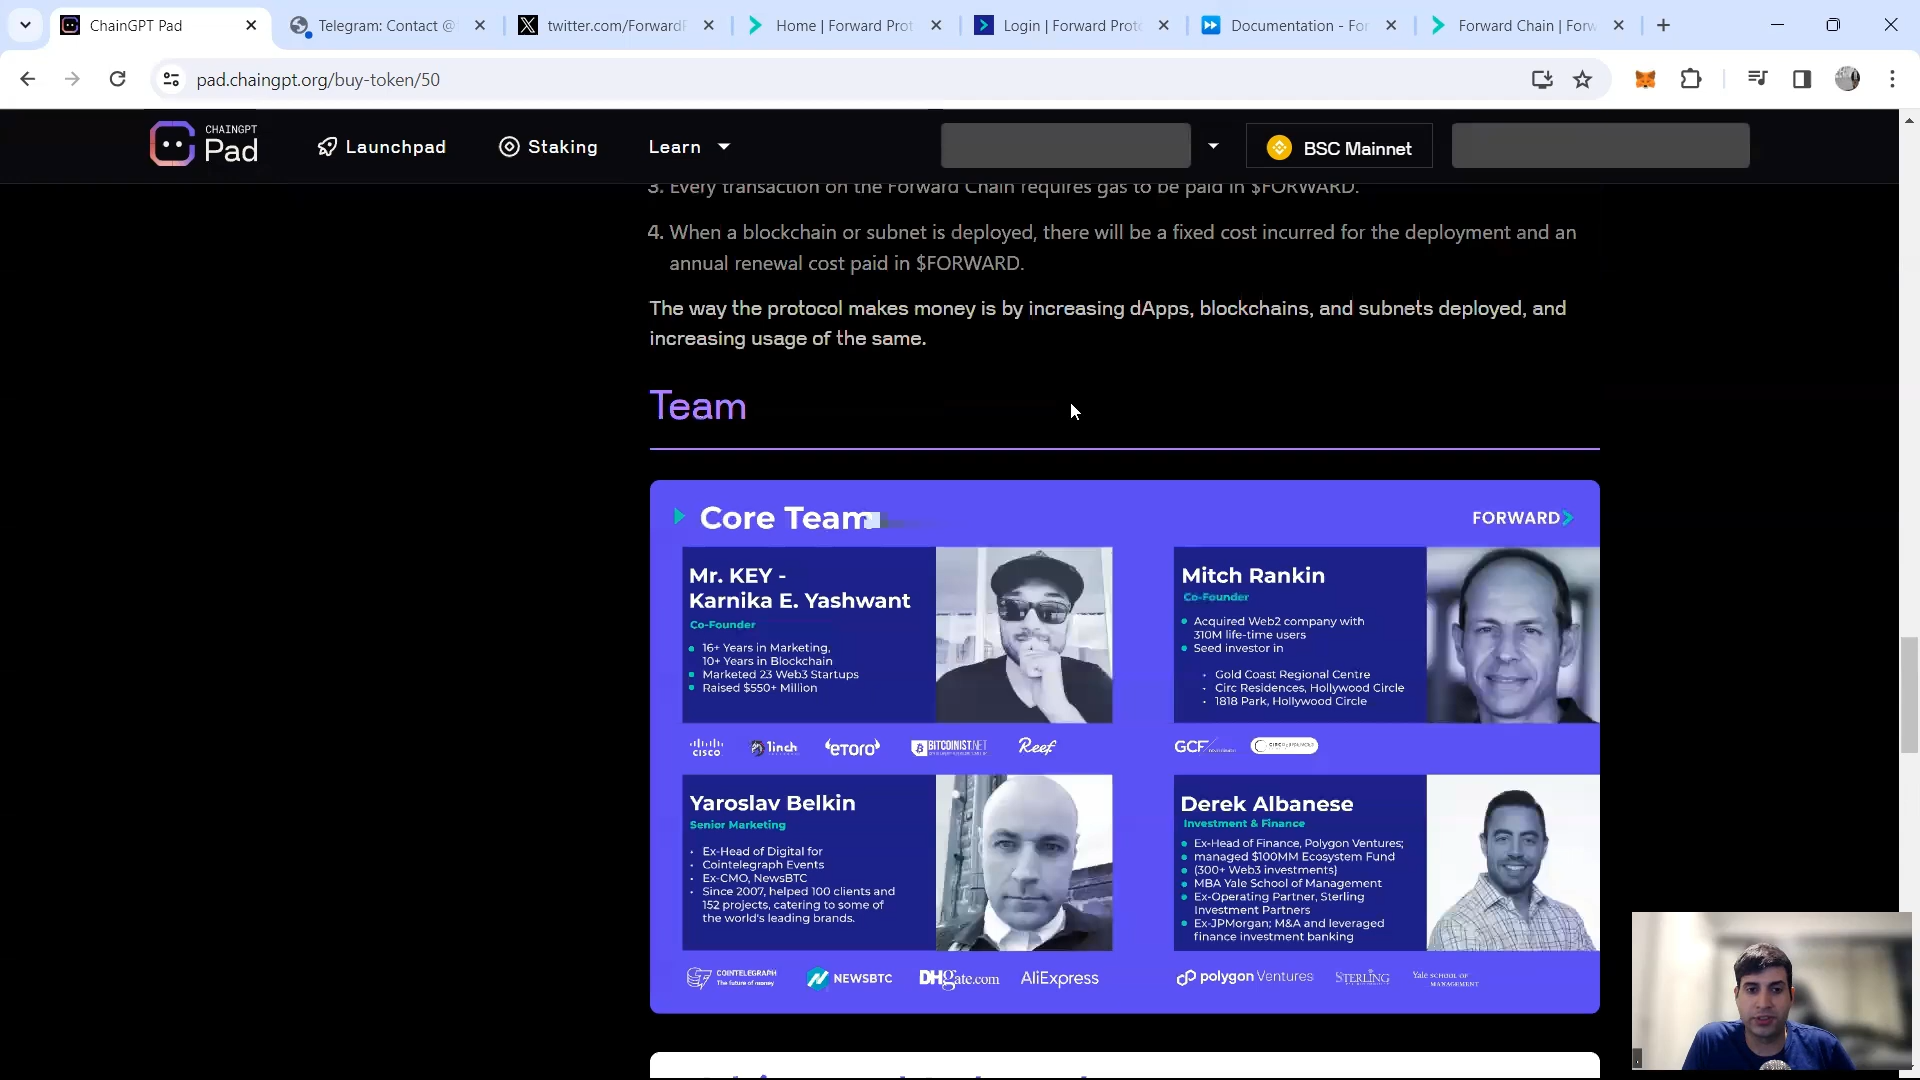 ChainGPT Pad
Telegram: Contact @
twitter.com/Forward
Home | Forward Prot
Login | Forward Prot
Documentation - For
Forward Chain | Forw
pad.chaingpt.org/buy-token/50
CHAINGPT
Pad
Launchpad
Staking
Learn
BSC Mainnet
3. Every transaction on the Forward Chain requires gas to be paid in $FORWARD.
4. When a blockchain or subnet is deployed, there will be a fixed cost incurred for the deployment and an
annual renewal cost paid in $FORWARD.
The way the protocol makes money is by increasing dApps, blockchains, and subnets deployed, and
increasing usage of the same.
Team
Core Team
FORWARD
Mr. KEY -
Karnika E. Yashwant
Co-Founder
16+ Years in Marketing,
10+ Years in Blockchain
Marketed 23 Web3 Startups
Raised $550+ Million
CISCO
1inch
eToro
BITCOINIST.NET
Reef
Mitch Rankin
Co-Founder
Acquired Web2 company with
310M life-time users
Seed investor in
Gold Coast Regional Centre
Circ Residences, Hollywood Circle
1818 Park, Hollywood Circle
GCF
Yaroslav Belkin
Senior Marketing
Ex-Head of Digital for
Cointelegraph Events
Ex-CMO, NewsBTC
Since 2007, helped 100 clients and
152 projects, catering to some of
the world's leading brands.
COINTELEGRAPH
The future of money
NEWSBTC
DHgate.com
AliExpress
Derek Albanese
Investment & Finance
Ex-Head of Finance, Polygon Ventures;
managed $100MM Ecosystem Fund
(300+ Web3 investments)
MBA Yale School of Management
Ex-Operating Partner, Sterling
Investment Partners
Ex-JPMorgan; M&A and leveraged
finance investment banking
polygon Ventures
STERLING
Yale SCHOOL OF
MANAGEMENT